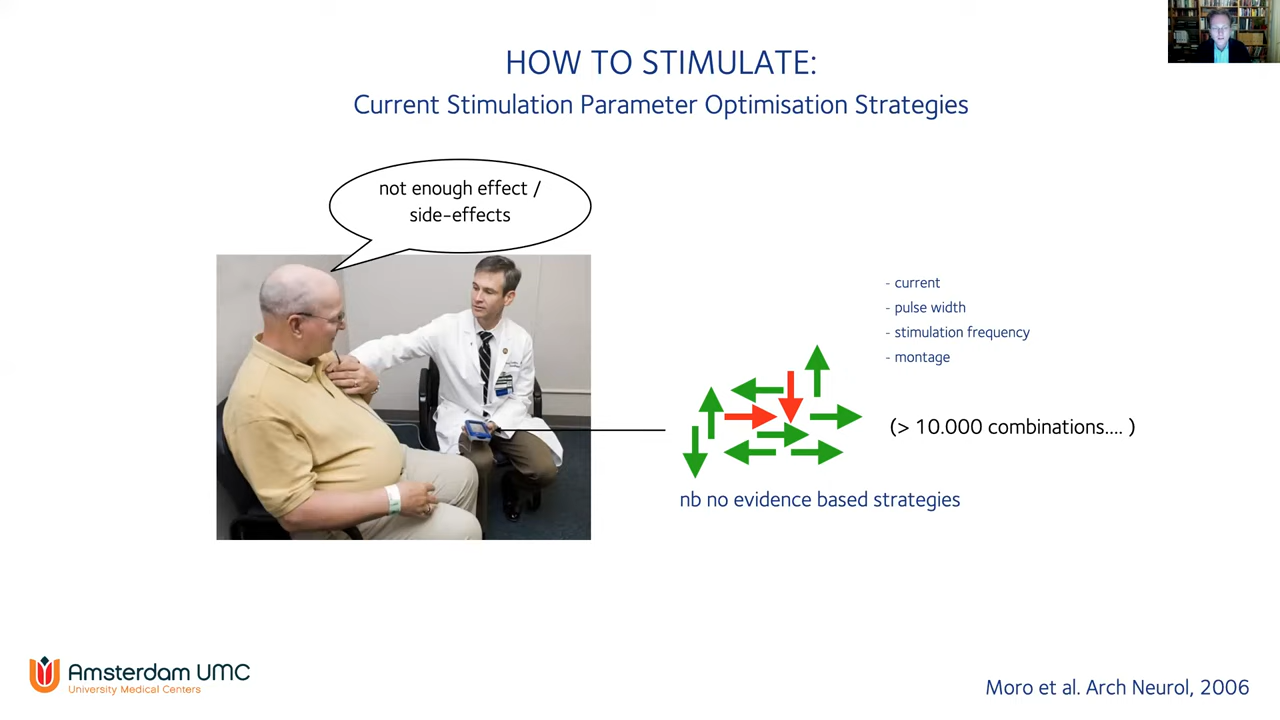 HOW TO STIMULATE:
Current Stimulation Parameter Optimisation Strategies
not enough effect /
side-effects
- current
- pulse width
- stimulation frequency
- montage
(> 10.000 combinations.... )
nb no evidence based strategies
Amsterdam UMC
University Medical Centers
Moro et al. Arch Neurol, 2006